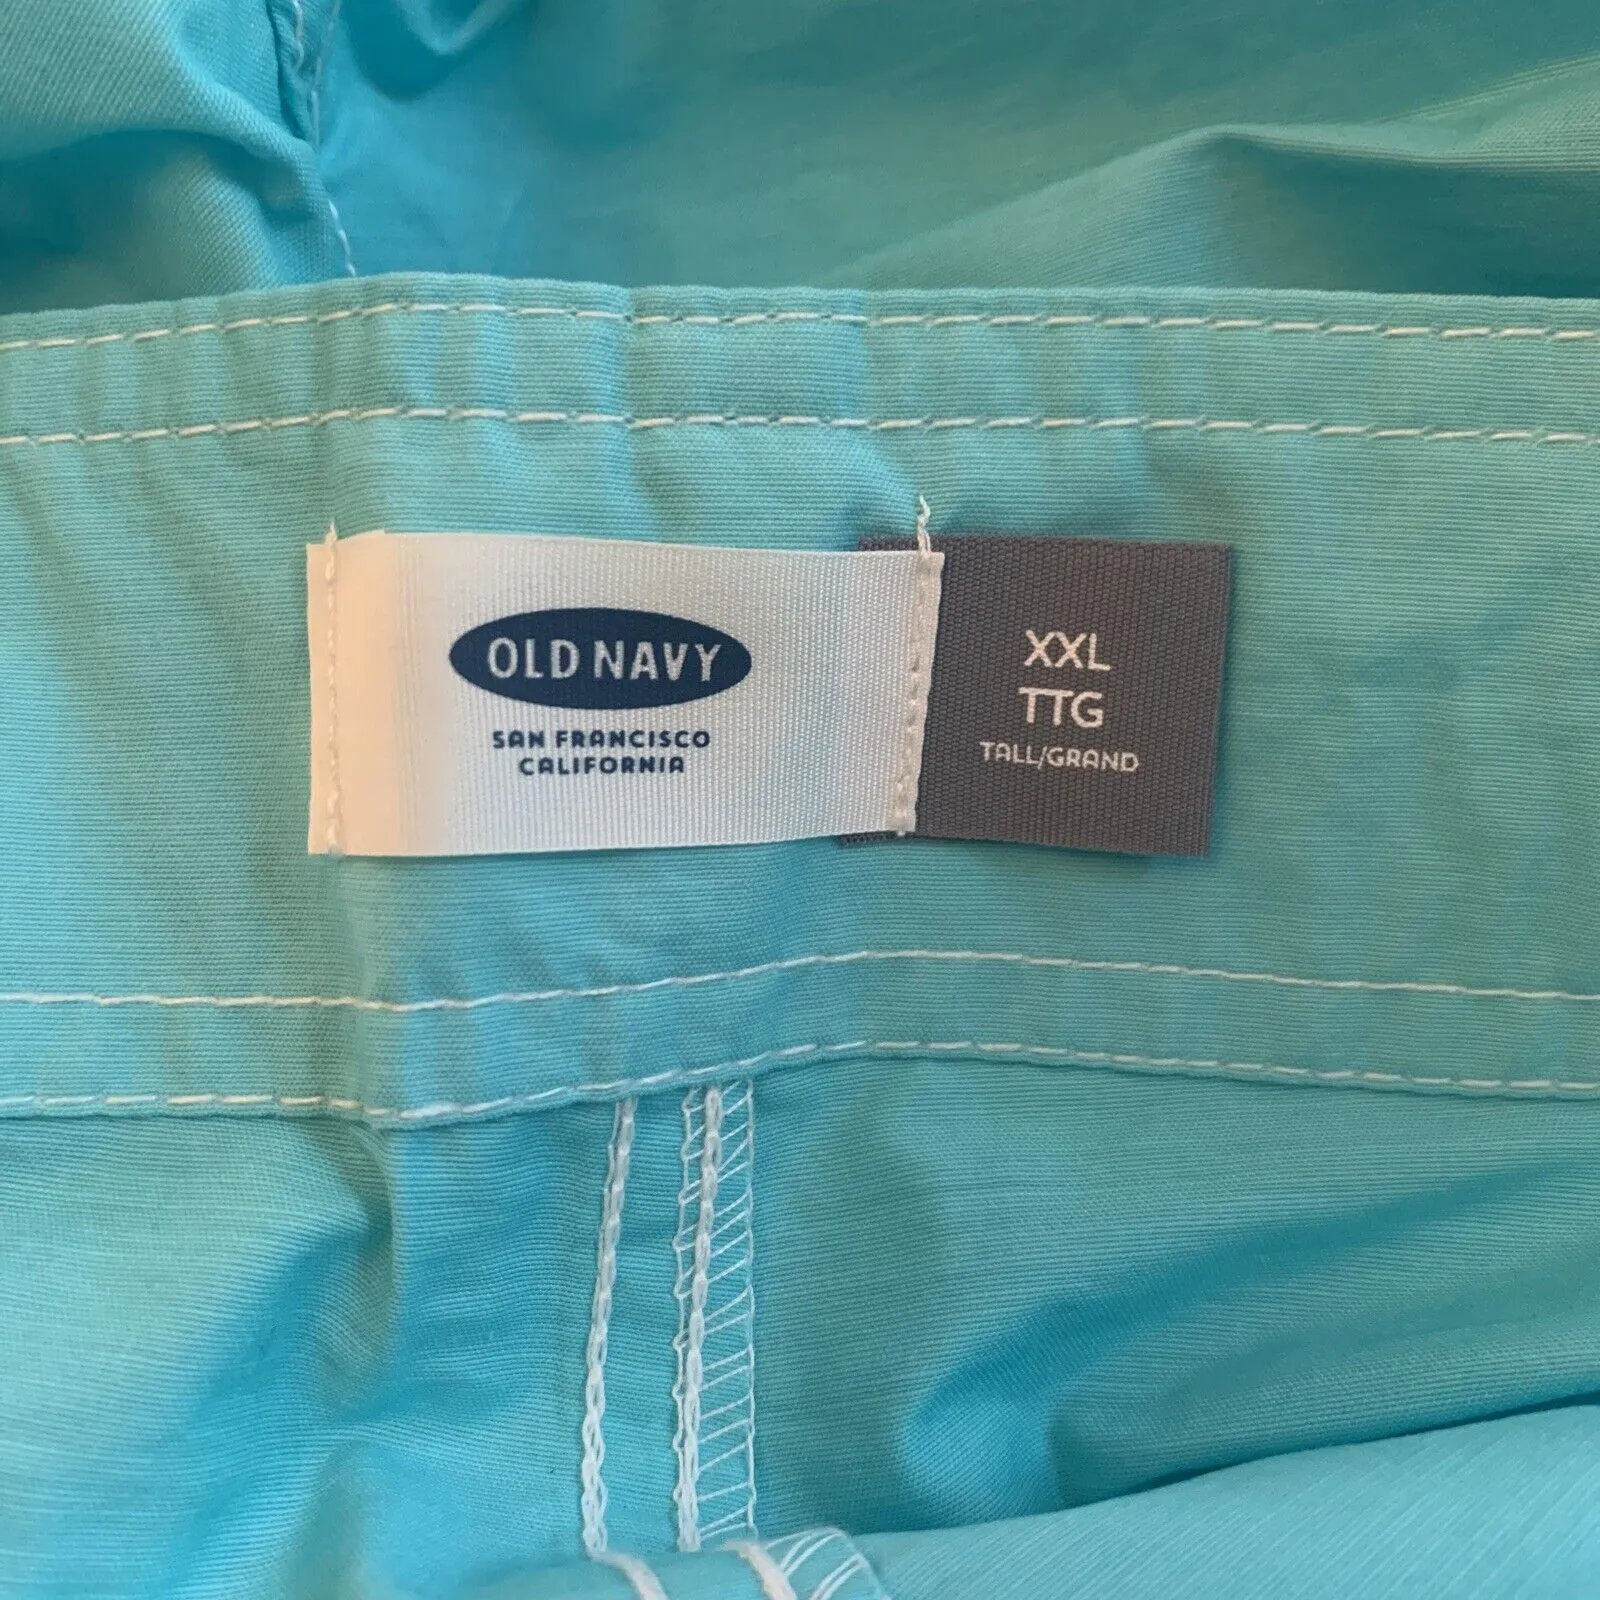 OLD NAVY
SAN FRANCISCO
CALIFORNIA
XXL
TTG
TALL/GRAND